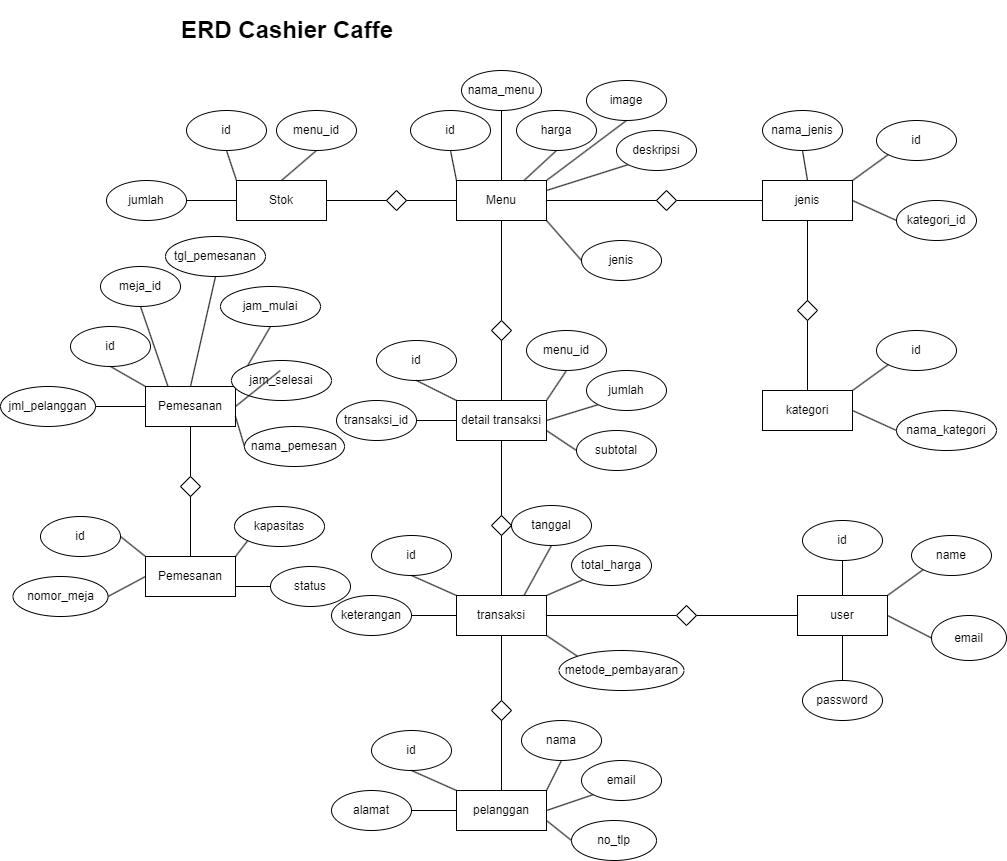 ERD Cashier Caffe
nama_menu
image
id
menu_id
id
harga
nama_jenis
id
deskripsi
jumlah
Stok
Menu
jenis
kategori_id
tgl_pemesanan
jenis
meja_id
jam_mulai
id
id
menu_id
id
jam_selesai
jumlah
jml_pelanggan
Pemesanan
transaksi_id
detail transaksi
kategori
nama_kategori
nama_pemesan
subtotal
id
kapasitas
tanggal
id
id
total_harga
name
Pemesanan
status
nomor_meja
keterangan
transaksi
user
email
metode_pembayaran
password
id
nama
email
alamat
pelanggan
no_tlp